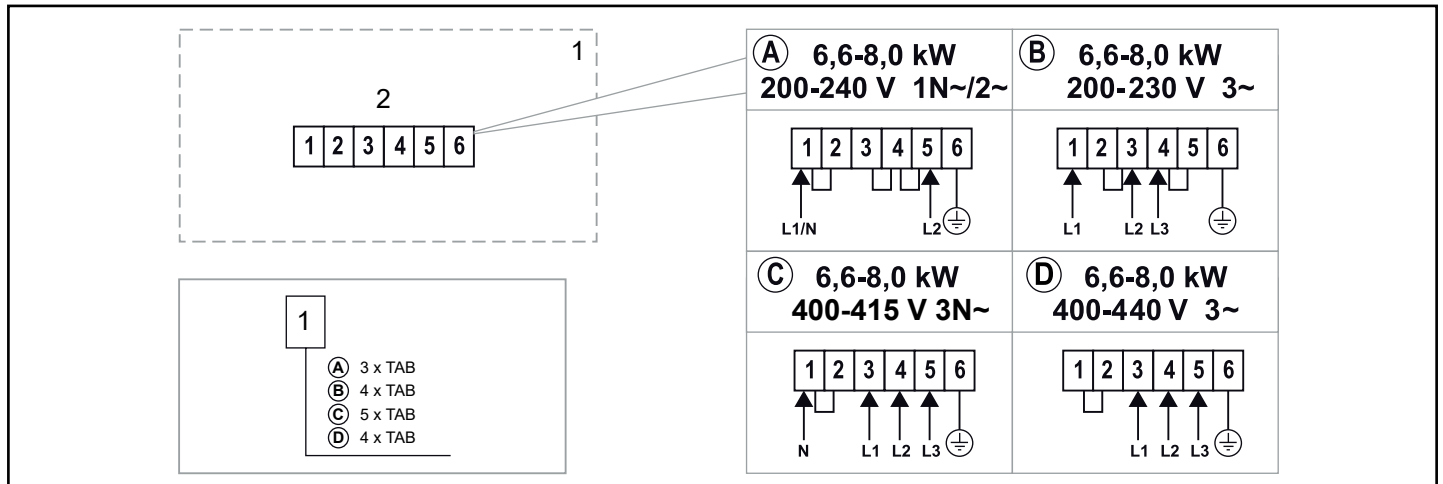 1
2
1 2 3 4 5 6
1
A 3 x TAB
B 4 x TAB
C 5 x TAB
D 4 x TAB
A 6,6-8,0 kW
200-240 V 1N~/2~
1 2 3 4 5 6
L1/N L2
B 6,6-8,0 kW
200-230 V 3~
1 2 3 4 5 6
L1 L2 L3
C 6,6-8,0 kW
400-415 V 3N~
1 2 3 4 5 6
N L1 L2 L3
D 6,6-8,0 kW
400-440 V 3~
1 2 3 4 5 6
L1 L2 L3